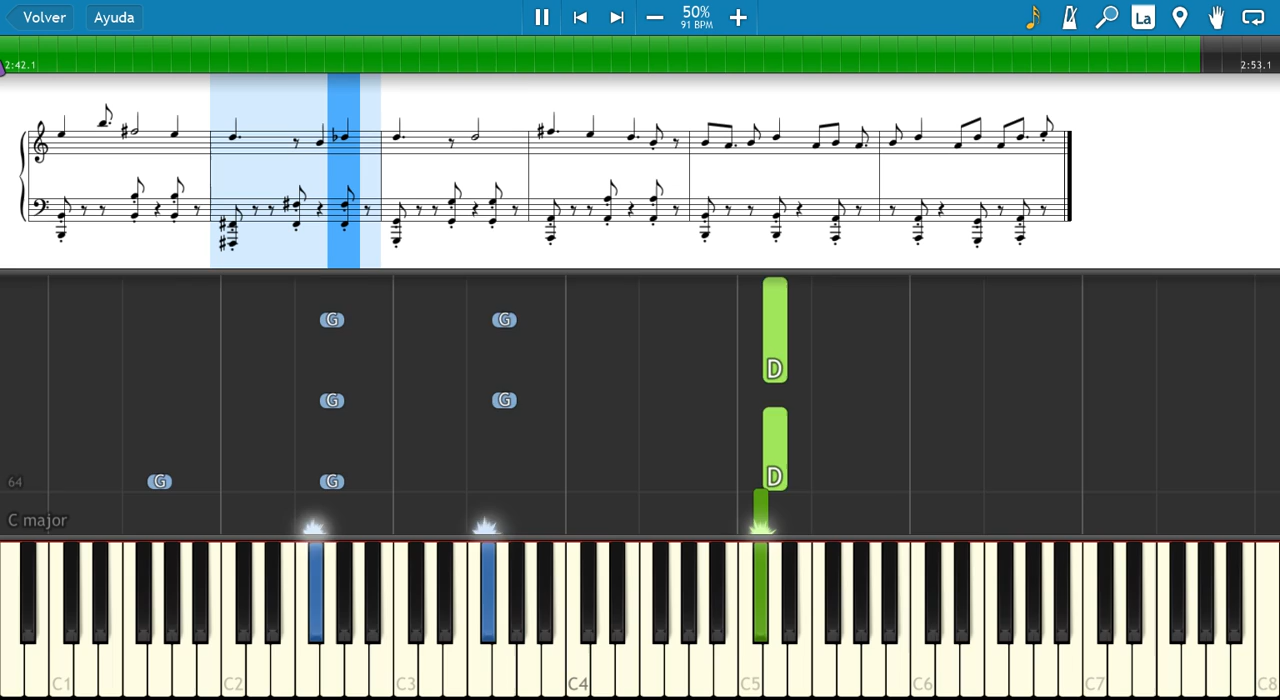 Volver Ayuda 50% La
91 BPM
2:42.1 2:53.1
G G D
G G
64 G G D
C major
C1 C2 C3 C4 C5 C6 C7 C8